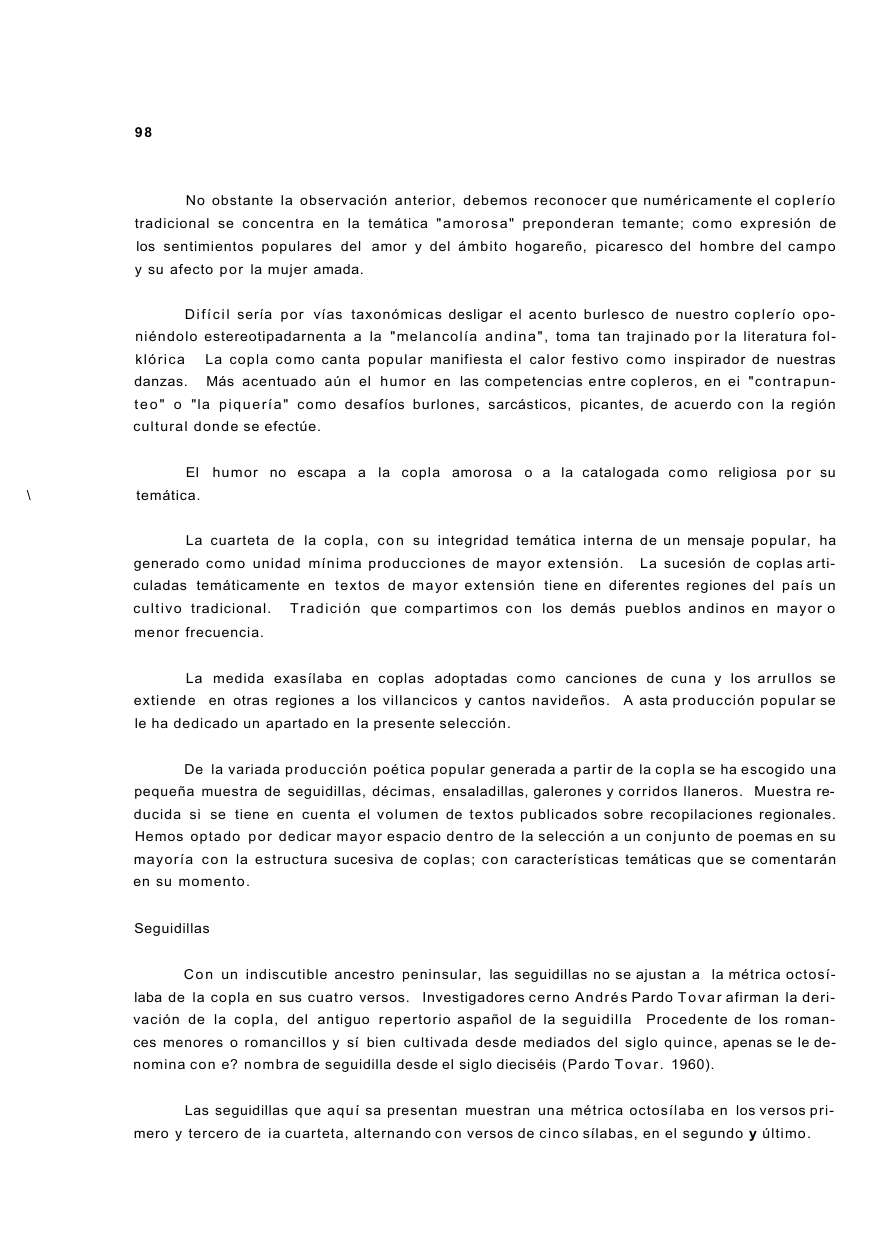 98
No obstante la observación anterior, debemos reconocer que numéricamente el coplerío
tradicional se concentra en la temática "amorosa" preponderan temante; como expresión de
los sentimientos populares del amor y del ámbito hogareño, picaresco del hombre del campo
y su afecto por la mujer amada.
Difícil sería por vías taxonómicas desligar el acento burlesco de nuestro coplerío opo-
niéndolo estereotipadarnenta a la "melancolía andina", toma tan trajinado por la literatura fol-
klórica La copla como canta popular manifiesta el calor festivo como inspirador de nuestras
danzas. Más acentuado aún el humor en las competencias entre copleros, en ei "contrapun-
teo" o "la piquería" como desafíos burlones, sarcásticos, picantes, de acuerdo con la región
cultural donde se efectúe.
El humor no escapa a la copla amorosa o a la catalogada como religiosa por su
\ temática.
La cuarteta de la copla, con su integridad temática interna de un mensaje popular, ha
generado como unidad mínima producciones de mayor extensión. La sucesión de coplas arti-
culadas temáticamente en textos de mayor extensión tiene en diferentes regiones del país un
cultivo tradicional. Tradición que compartimos con los demás pueblos andinos en mayor o
menor frecuencia.
La medida exasílaba en coplas adoptadas como canciones de cuna y los arrullos se
extiende en otras regiones a los villancicos y cantos navideños. A asta producción popular se
le ha dedicado un apartado en la presente selección.
De la variada producción poética popular generada a partir de la copla se ha escogido una
pequeña muestra de seguidillas, décimas, ensaladillas, galerones y corridos llaneros. Muestra re-
ducida si se tiene en cuenta el volumen de textos publicados sobre recopilaciones regionales.
Hemos optado por dedicar mayor espacio dentro de la selección a un conjunto de poemas en su
mayoría con la estructura sucesiva de coplas; con características temáticas que se comentarán
en su momento.
Seguidillas
Con un indiscutible ancestro peninsular, las seguidillas no se ajustan a la métrica octosí-
laba de la copla en sus cuatro versos. Investigadores cerno Andrés Pardo Tovar afirman la deri-
vación de la copla, del antiguo repertorio aspañol de la seguidilla Procedente de los roman-
ces menores o romancillos y sí bien cultivada desde mediados del siglo quince, apenas se le de-
nomina con e? nombra de seguidilla desde el siglo dieciséis (Pardo Tovar. 1960).
Las seguidillas que aquí sa presentan muestran una métrica octosílaba en los versos pri-
mero y tercero de ia cuarteta, alternando con versos de cinco sílabas, en el segundo y último.